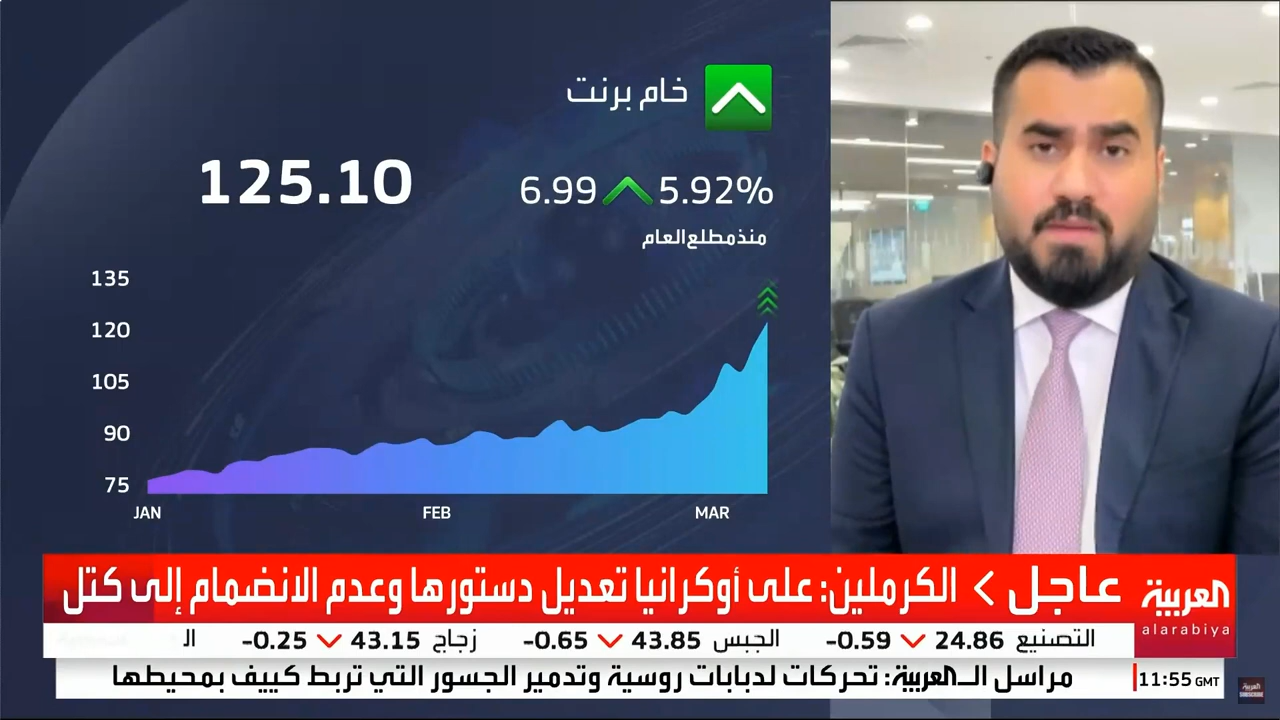 خام برنت
125.10
6.99 5.92%
منذ مطلع العام
135
120
105
90
75
JAN FEB MAR
عاجل > الكرملين: على أوكرانيا تعديل دستورها وعدم الانضمام إلى كتل
العربية
alarabiya
التصنيع 24.86 -0.59 الجبس 43.85 -0.65 زجاج 43.15 -0.25 الـ
11:55 GMT
مراسل الـالعربية: تحركات لدبابات روسية وتدمير الجسور التي تربط كييف بمحيطها
العربية
SUBSCRIBE